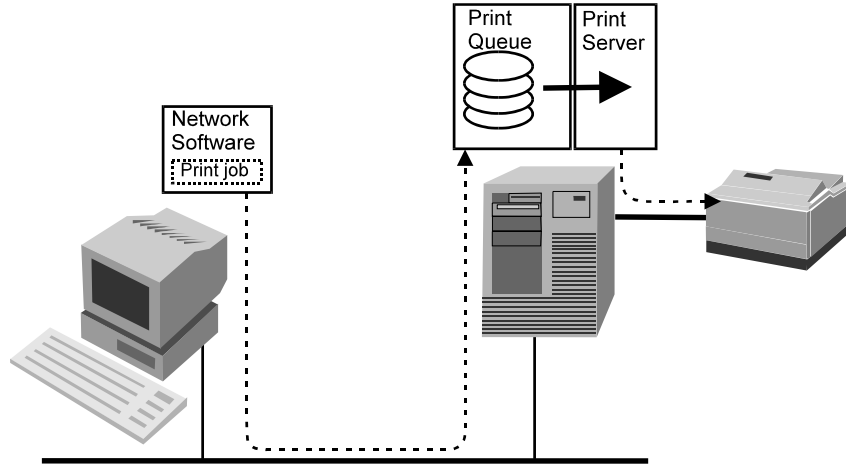 Print
Queue
Print
Server
Network
Software
Print job